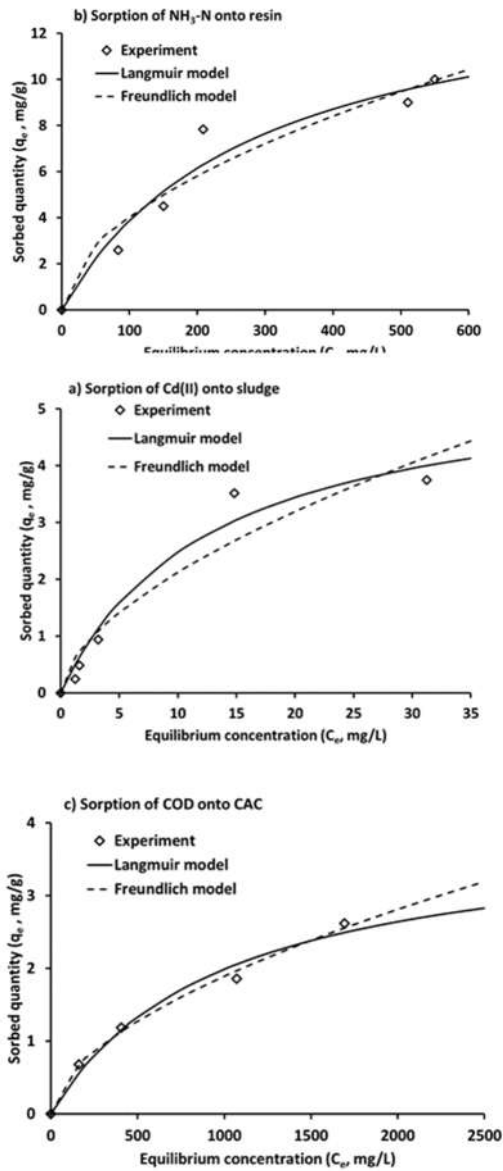 b) Sorption of NH₃-N onto resin
Sorbed quantity (qₑ, mg/g)
12
10
8
6
4
2
0
Experiment
Langmuir model
Freundlich model
0 100 200 300 400 500 600
Equilibrium concentration (C , mg/L)
a) Sorption of Cd(II) onto sludge
Sorbed quantity (qₑ, mg/g)
5
4
3
2
1
0
Experiment
Langmuir model
Freundlich model
0 5 10 15 20 25 30 35
Equilibrium concentration (Cₑ, mg/L)
c) Sorption of COD onto CAC
Sorbed quantity (qₑ, mg/g)
4
3
2
1
0
Experiment
Langmuir model
Freundlich model
0 500 1000 1500 2000 2500
Equilibrium concentration (Cₑ, mg/L)